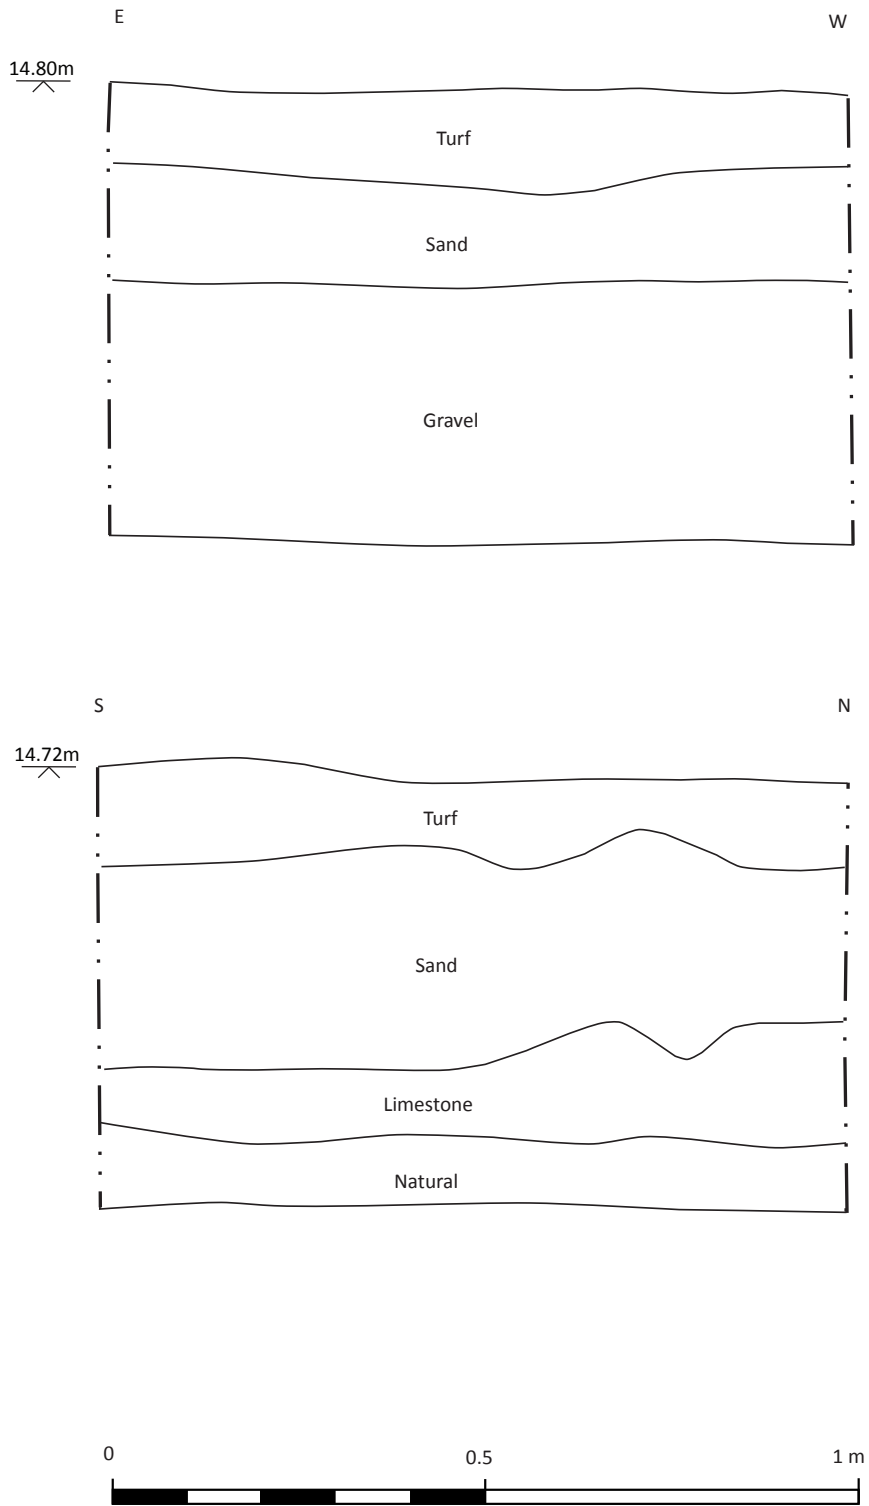 E W
14.80m
Turf
Sand
Gravel
S N
14.72m
Turf
Sand
Limestone
Natural
0 0.5 1 m